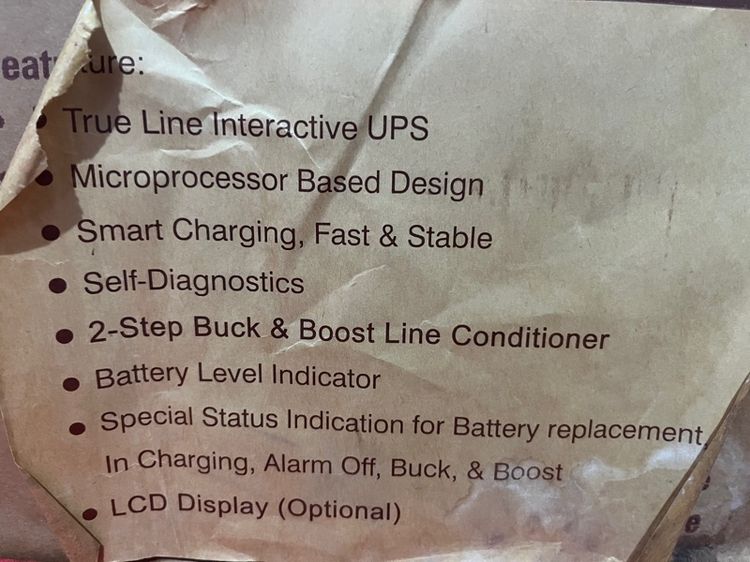 eature:
• True Line Interactive UPS
• Microprocessor Based Design
• Smart Charging, Fast & Stable
• Self-Diagnostics
• 2-Step Buck & Boost Line Conditioner
• Battery Level Indicator
• Special Status Indication for Battery replacement,
In Charging, Alarm Off, Buck, & Boost
• LCD Display (Optional)